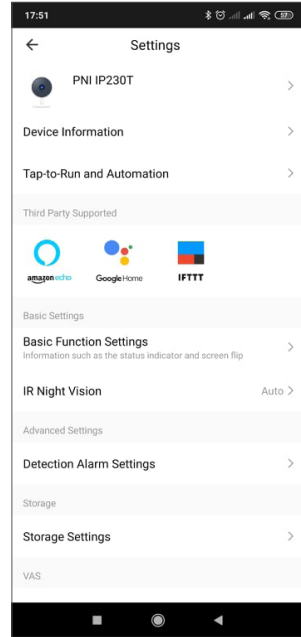 17:51
57
Settings
PNI IP230T
Device Information
Tap-to-Run and Automation
Third Party Supported
amazon echo
Google Home
IFTTT
Basic Settings
Basic Function Settings
Information such as the status indicator and screen flip
IR Night Vision
Auto
Advanced Settings
Detection Alarm Settings
Storage
Storage Settings
VAS